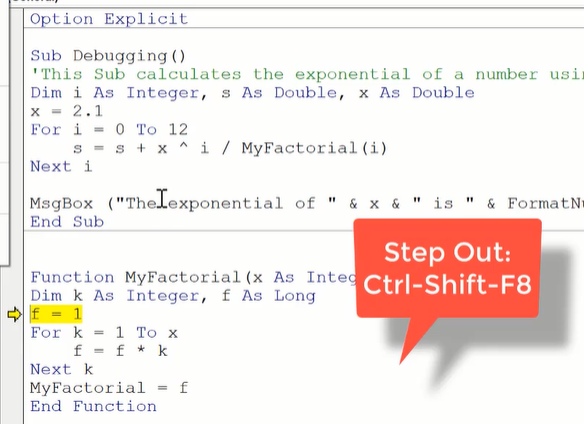 Option Explicit
Sub Debugging()
'This Sub calculates the exponential of a number usin
Dim i As Integer, s As Double, x As Double
x = 2.1
For i = 0 To 12
s = s + x ^ i / MyFactorial(i)
Next i
MsgBox ("The exponential of " & x & " is " & FormatNu
End Sub
Function MyFactorial(x As Integ
Dim k As Integer, f As Long
f = 1
For k = 1 To x
f = f * k
Next k
MyFactorial = f
End Function
Step Out:
Ctrl-Shift-F8